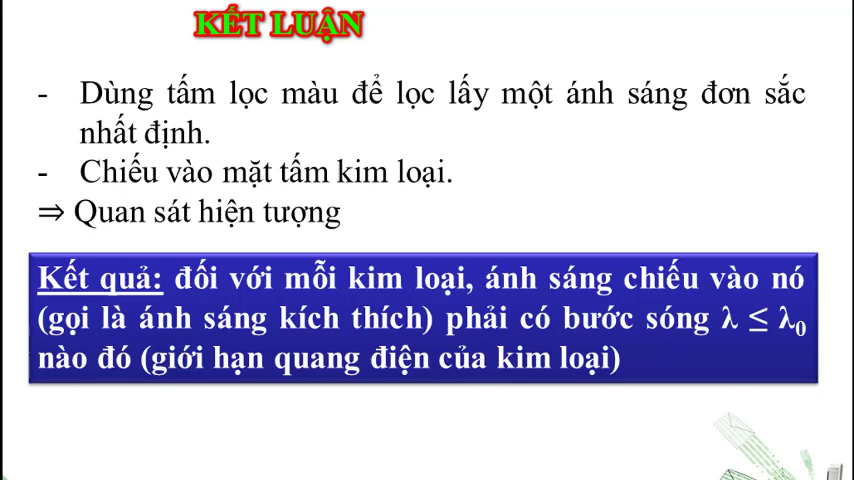 KẾT LUẬN
- Dùng tấm lọc màu để lọc lấy một ánh sáng đơn sắc
nhất định.
- Chiếu vào mặt tấm kim loại.
⇒ Quan sát hiện tượng
Kết quả: đối với mỗi kim loại, ánh sáng chiếu vào nó
(gọi là ánh sáng kích thích) phải có bước sóng λ ≤ λ₀
nào đó (giới hạn quang điện của kim loại)